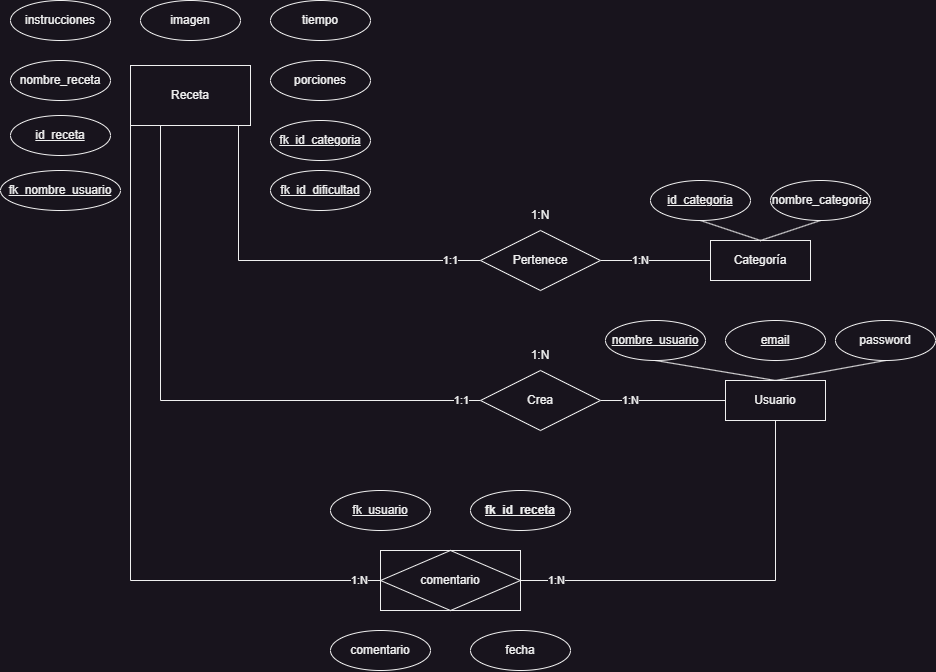 instrucciones
imagen
tiempo
nombre_receta
Receta
porciones
id_receta
fk_id_categoria
fk_nombre_usuario
fk_id_dificultad
id_categoria
nombre_categoria
1:N
1:1
Pertenece
1:N
Categoría
nombre_usuario
email
password
1:N
1:1
Crea
1:N
Usuario
fk_usuario
fk_id_receta
1:N
comentario
1:N
comentario
fecha